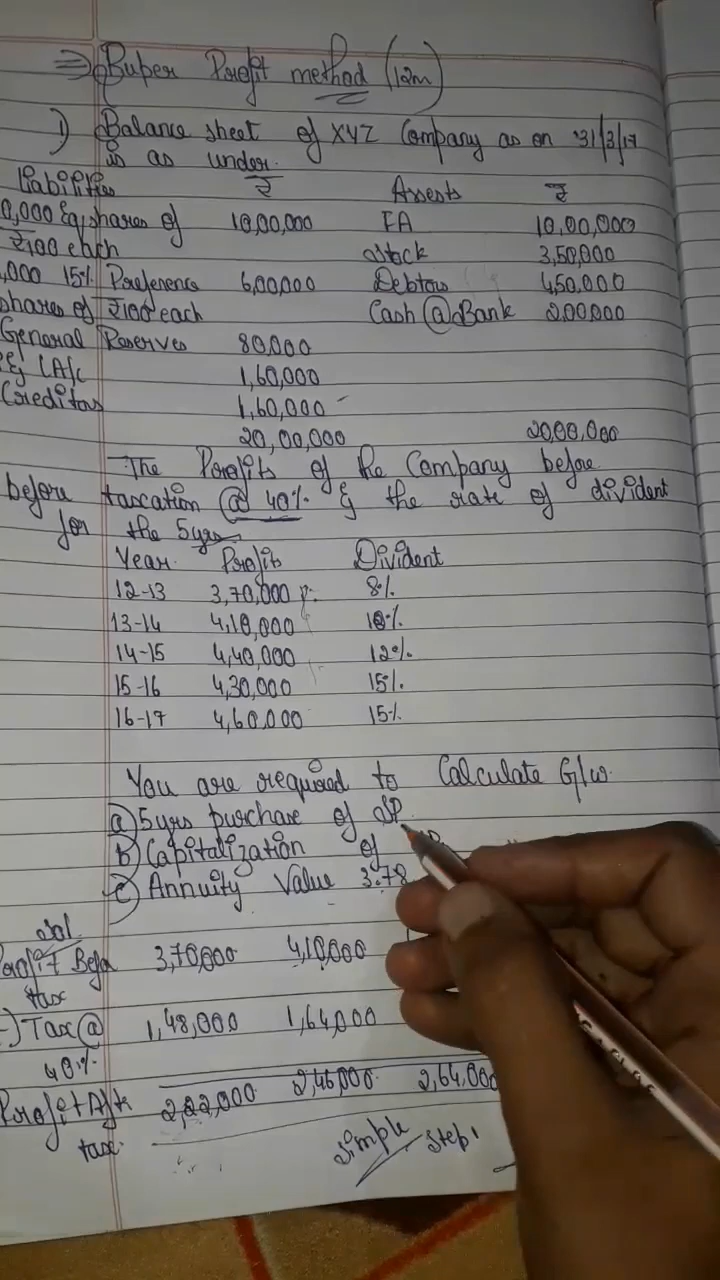 ⇒ Super Profit method (12m)
1) Balance sheet of XYZ Company as on 31/3/17
is as under.
Liabilities ₹ Assests ₹
0,000 Eq shares of 10,00,000 FA 10,00,000
₹100 each Stock 3,50,000
,000 15% Preference 6,00,000 Debtors 4,50,000
shares of ₹100 each Cash @ Bank 2,00,000
General Reserves 80,000
& L A/c 1,60,000
Creditors 1,60,000
20,00,000 20,00,000
The Profits of the Company before
before taxcation @ 40% & the rate of divident
for the 5yrs
Year Profit Divident
12-13 3,70,000 8%
13-14 4,10,000 10%
14-15 4,40,000 12%
15-16 4,30,000 15%
16-17 4,60,000 15%
You are required to Calculate G/w.
a) 5yrs purchase of SP
b) Capitalization of
c) Annuity Value 3.78
Sol
Profit Befo 3,70,000 4,10,000
tax
(-) Tax @ 1,48,000 1,64,000
40%
Profit Aft 2,22,000 2,46,000 2,64,000
tax.
Simple Step 1